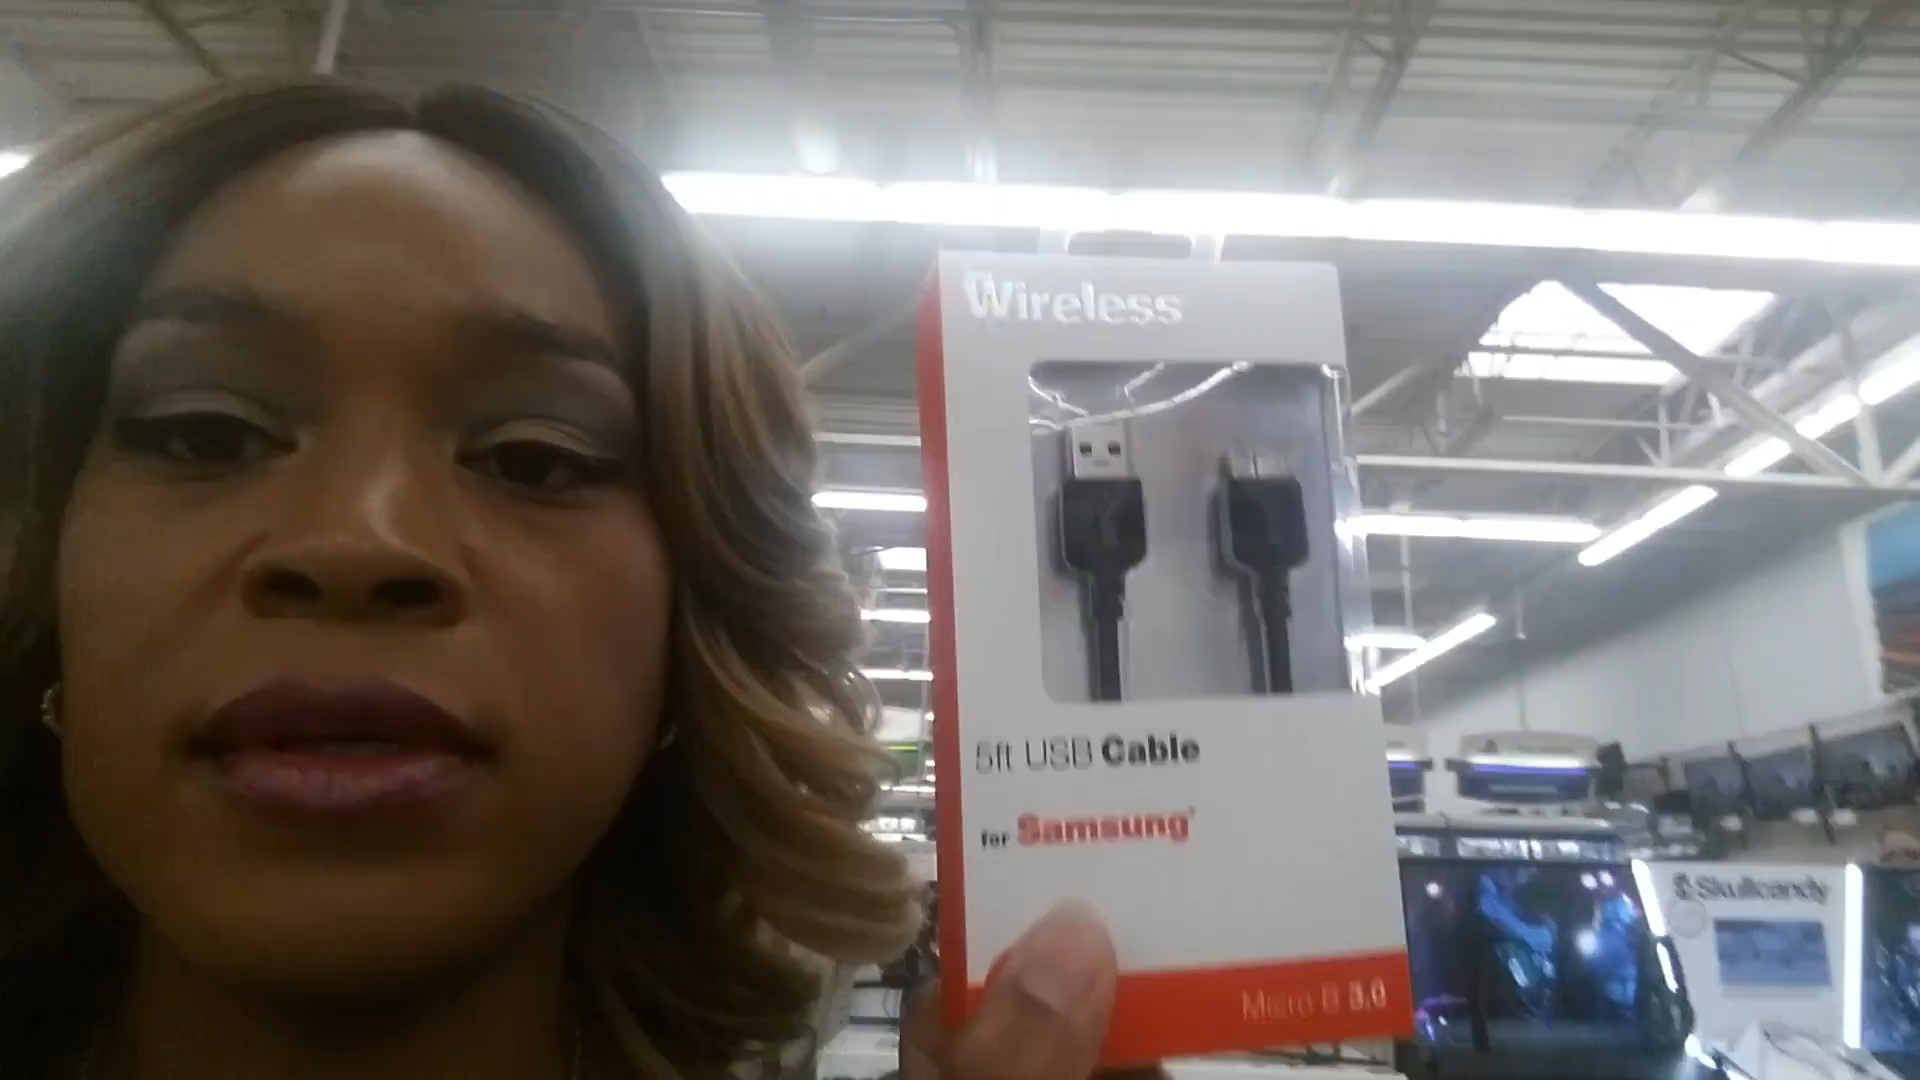 Wireless
5ft USB Cable
for Samsung
Micro B 3.0
Skullcandy